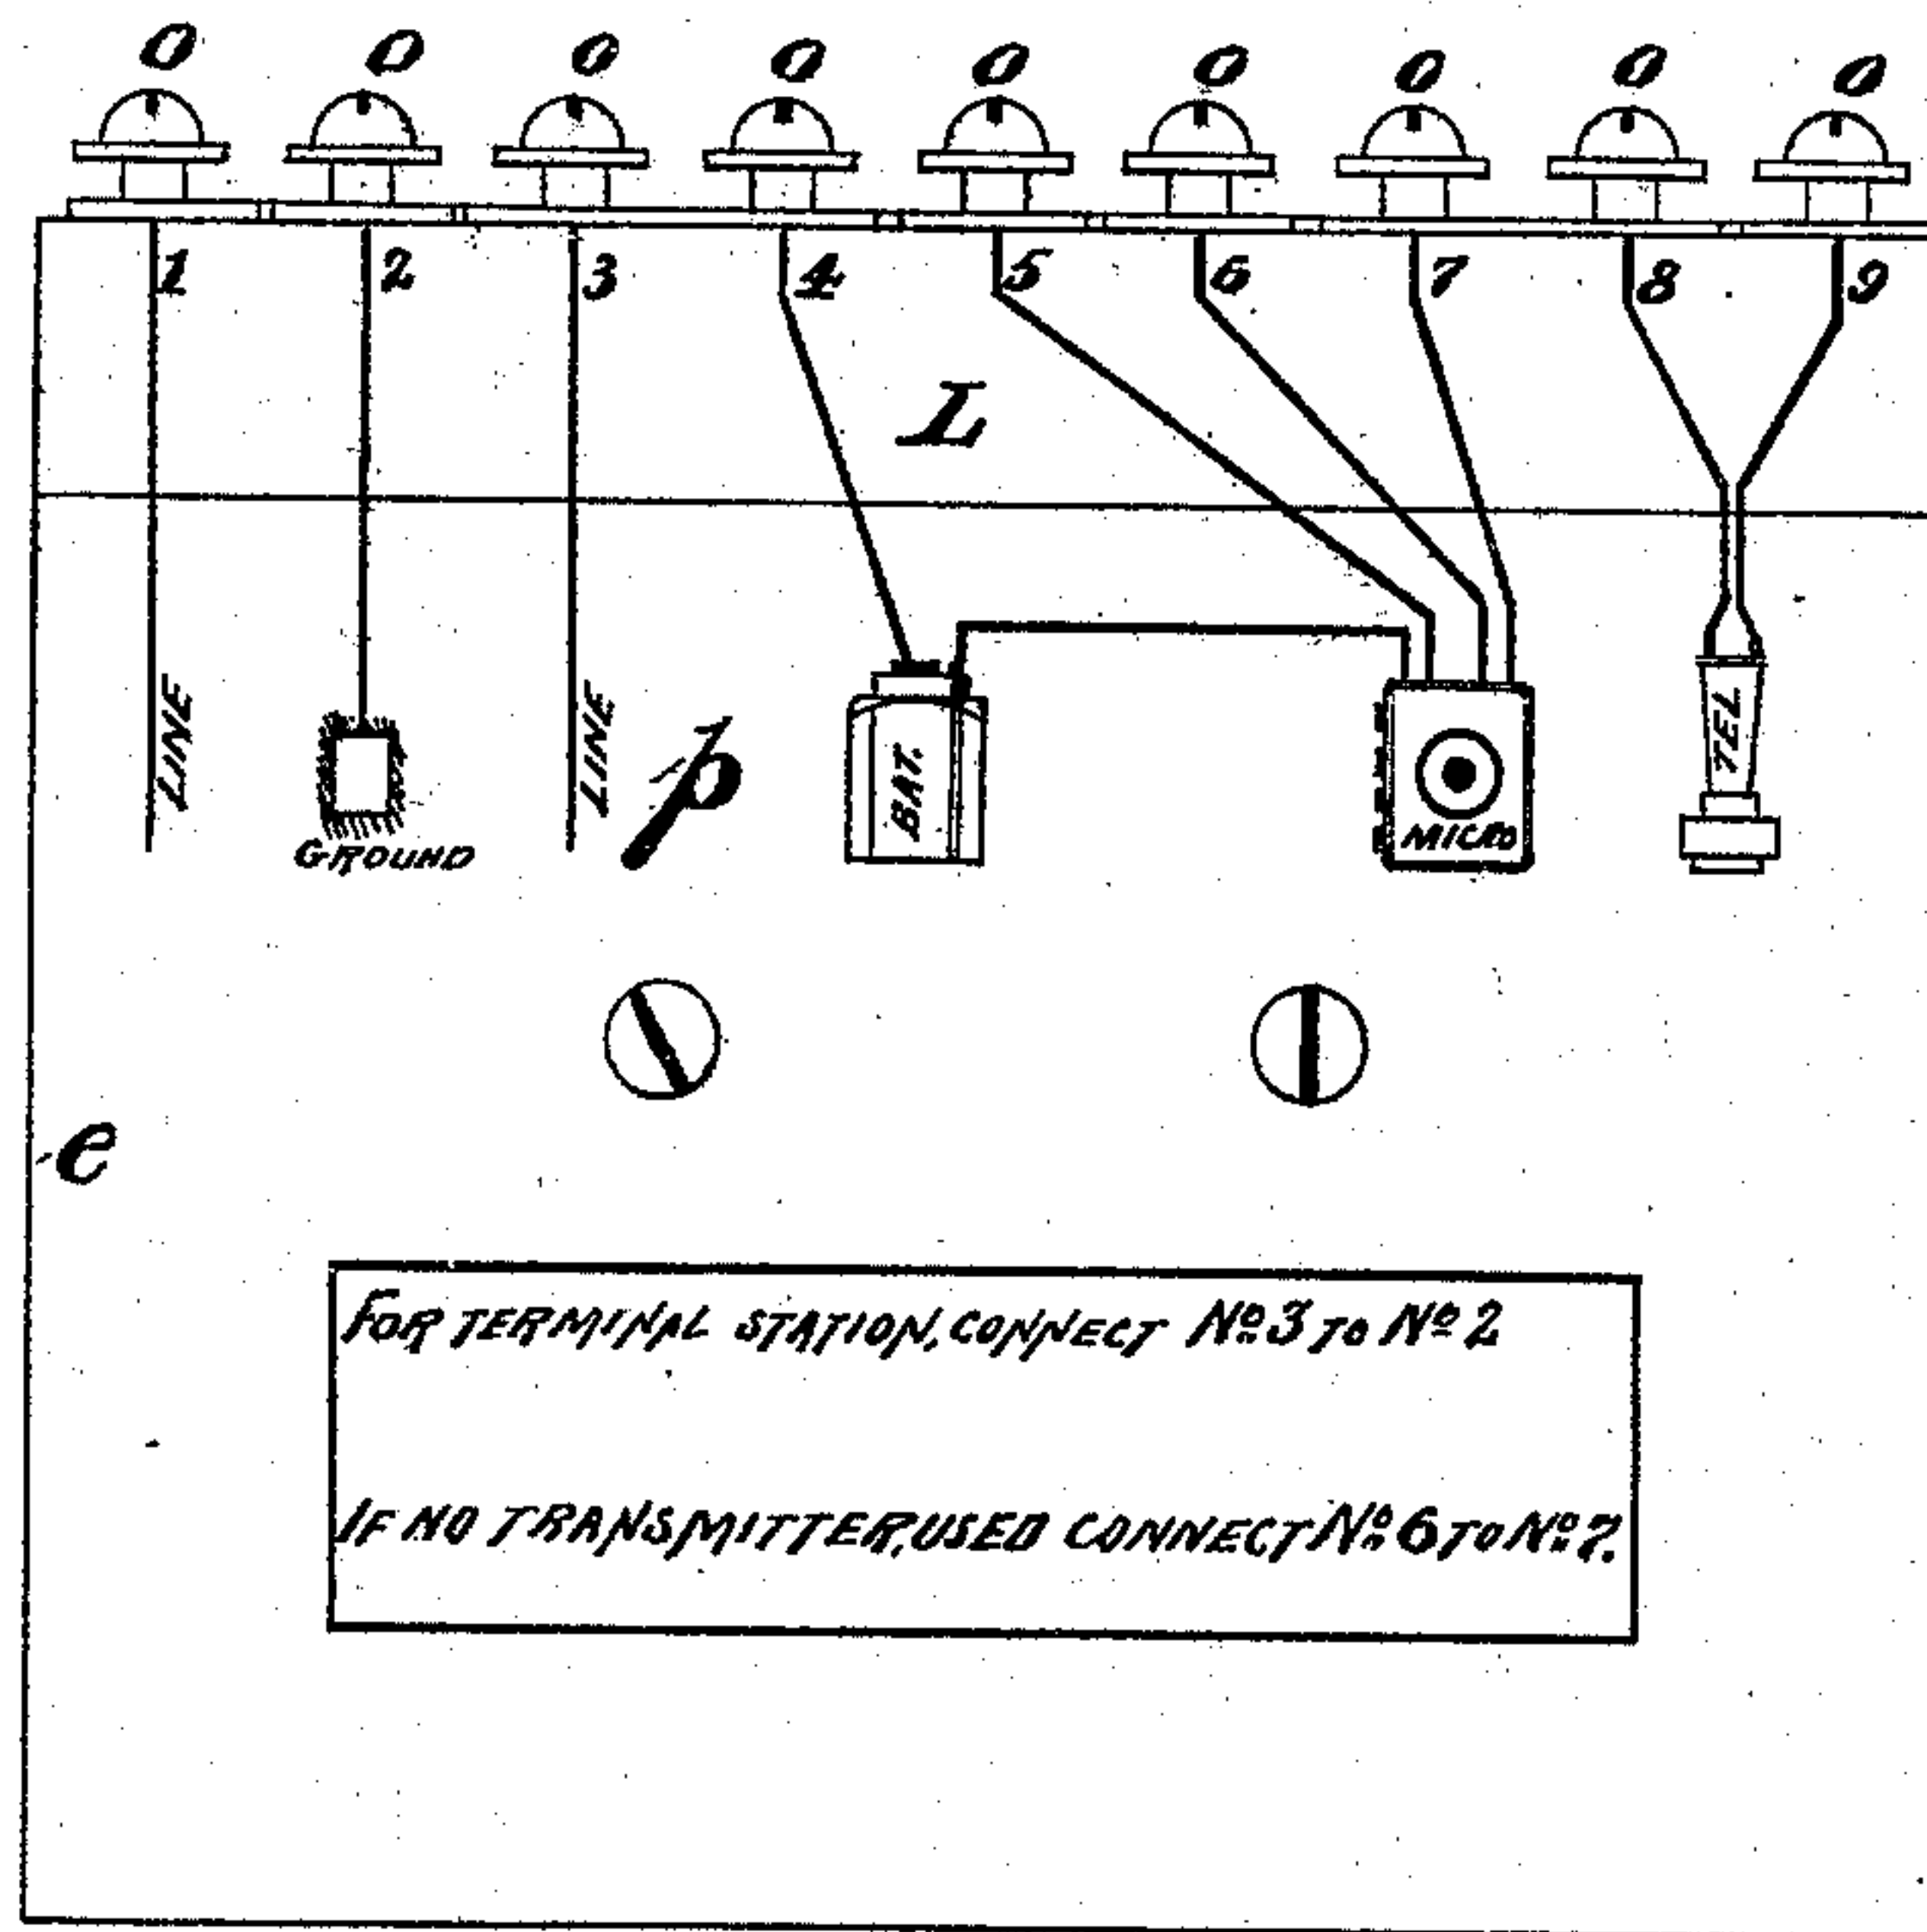 o o o o o o o o o
1 2 3 4 5 6 7 8 9
L
LINE
GROUND
LINE
p
BAT.
MICRO
TEL
e
FOR TERMINAL STATION, CONNECT Nº 3 TO Nº 2
IF NO TRANSMITTER, USED CONNECT Nº 6 TO Nº 7.